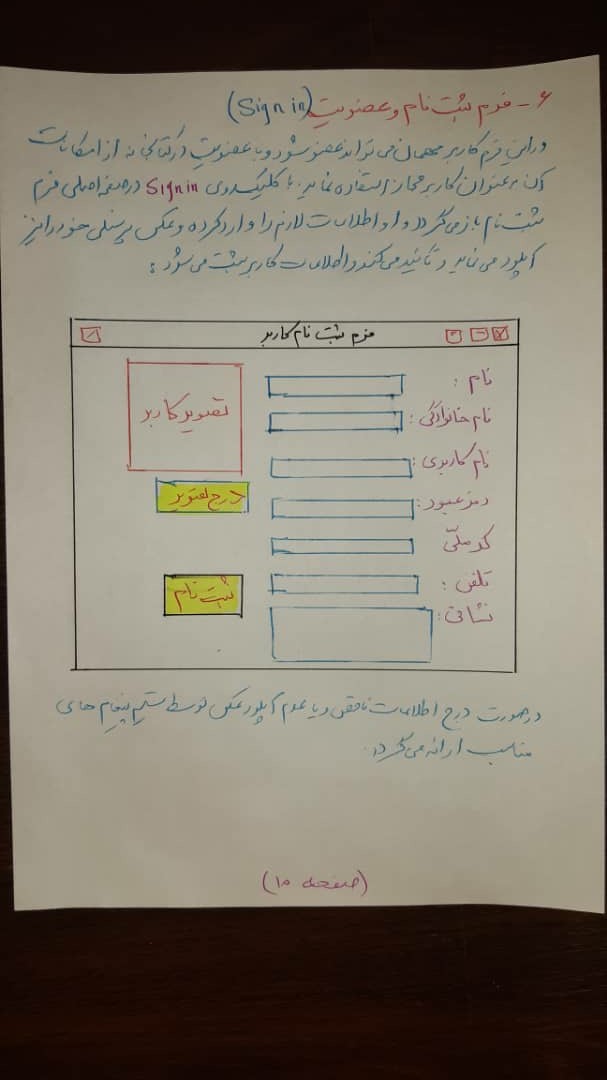 ۶- فرم ثبت نام و عضویت (Sign in)
در این فرم کاربر مهمان می تواند عضو شود و با عضویت در کتابخانه از امکانات
آن به عنوان کاربر مجاز استفاده نماید. با کلیک روی Sign in در صفحه اصلی فرم
ثبت نام باز می گردد و او اطلاعات لازم را وارد کرده و عکس پرسنلی خود را نیز
آپلود می نماید و تائید می کند و اطلاعات کاربر ثبت می شود :
فرم ثبت نام کاربر
نام :
نام خانوادگی :
نام کاربری :
رمز عبور :
کد ملّی
تلفن :
نشانی :
تصویر کاربر
درج تصویر
ثبت نام
در صورت درج اطلاعات ناقص و یا عدم آپلود عکس توسط سیستم پیغام های
مناسب ارائه می گردد.
(صفحه ۱۰)